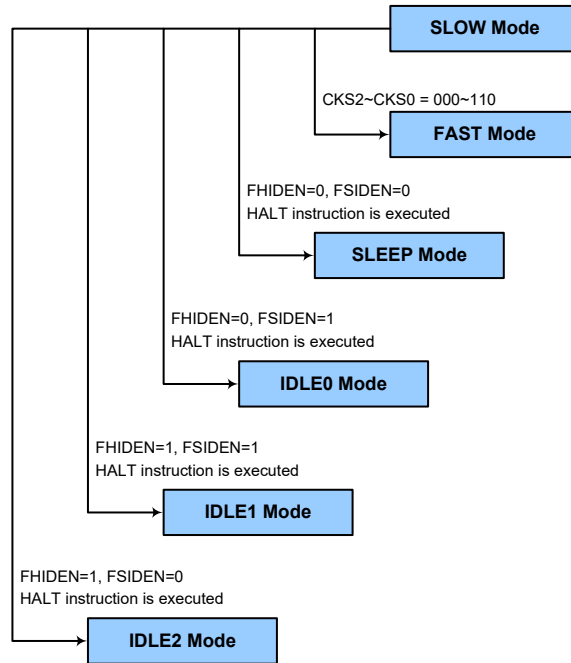 SLOW Mode
CKS2~CKS0 = 000~110
FAST Mode
FHIDEN=0, FSIDEN=0
HALT instruction is executed
SLEEP Mode
FHIDEN=0, FSIDEN=1
HALT instruction is executed
IDLE0 Mode
FHIDEN=1, FSIDEN=1
HALT instruction is executed
IDLE1 Mode
FHIDEN=1, FSIDEN=0
HALT instruction is executed
IDLE2 Mode